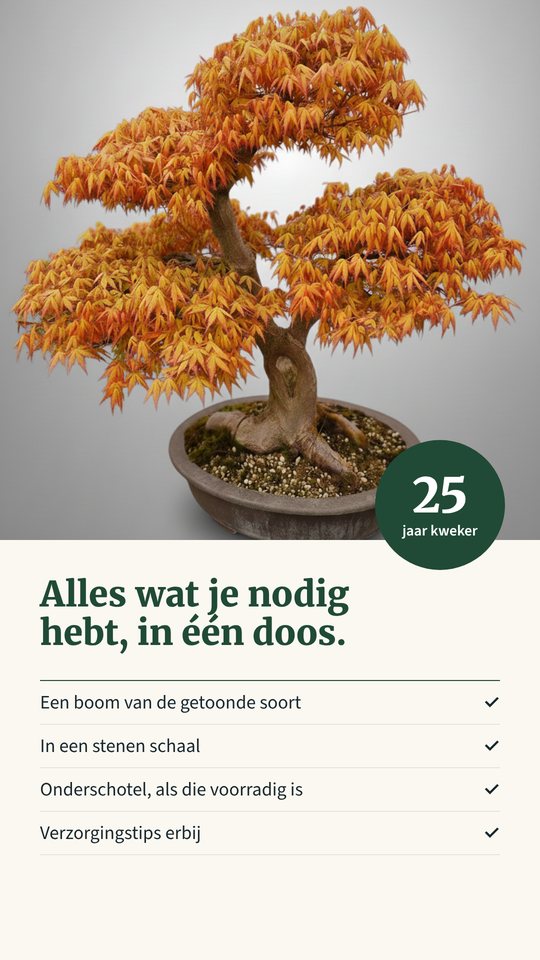 25
jaar kweker
Alles wat je nodig
hebt, in één doos.
Een boom van de getoonde soort
In een stenen schaal
Onderschotel, als die voorradig is
Verzorgingstips erbij